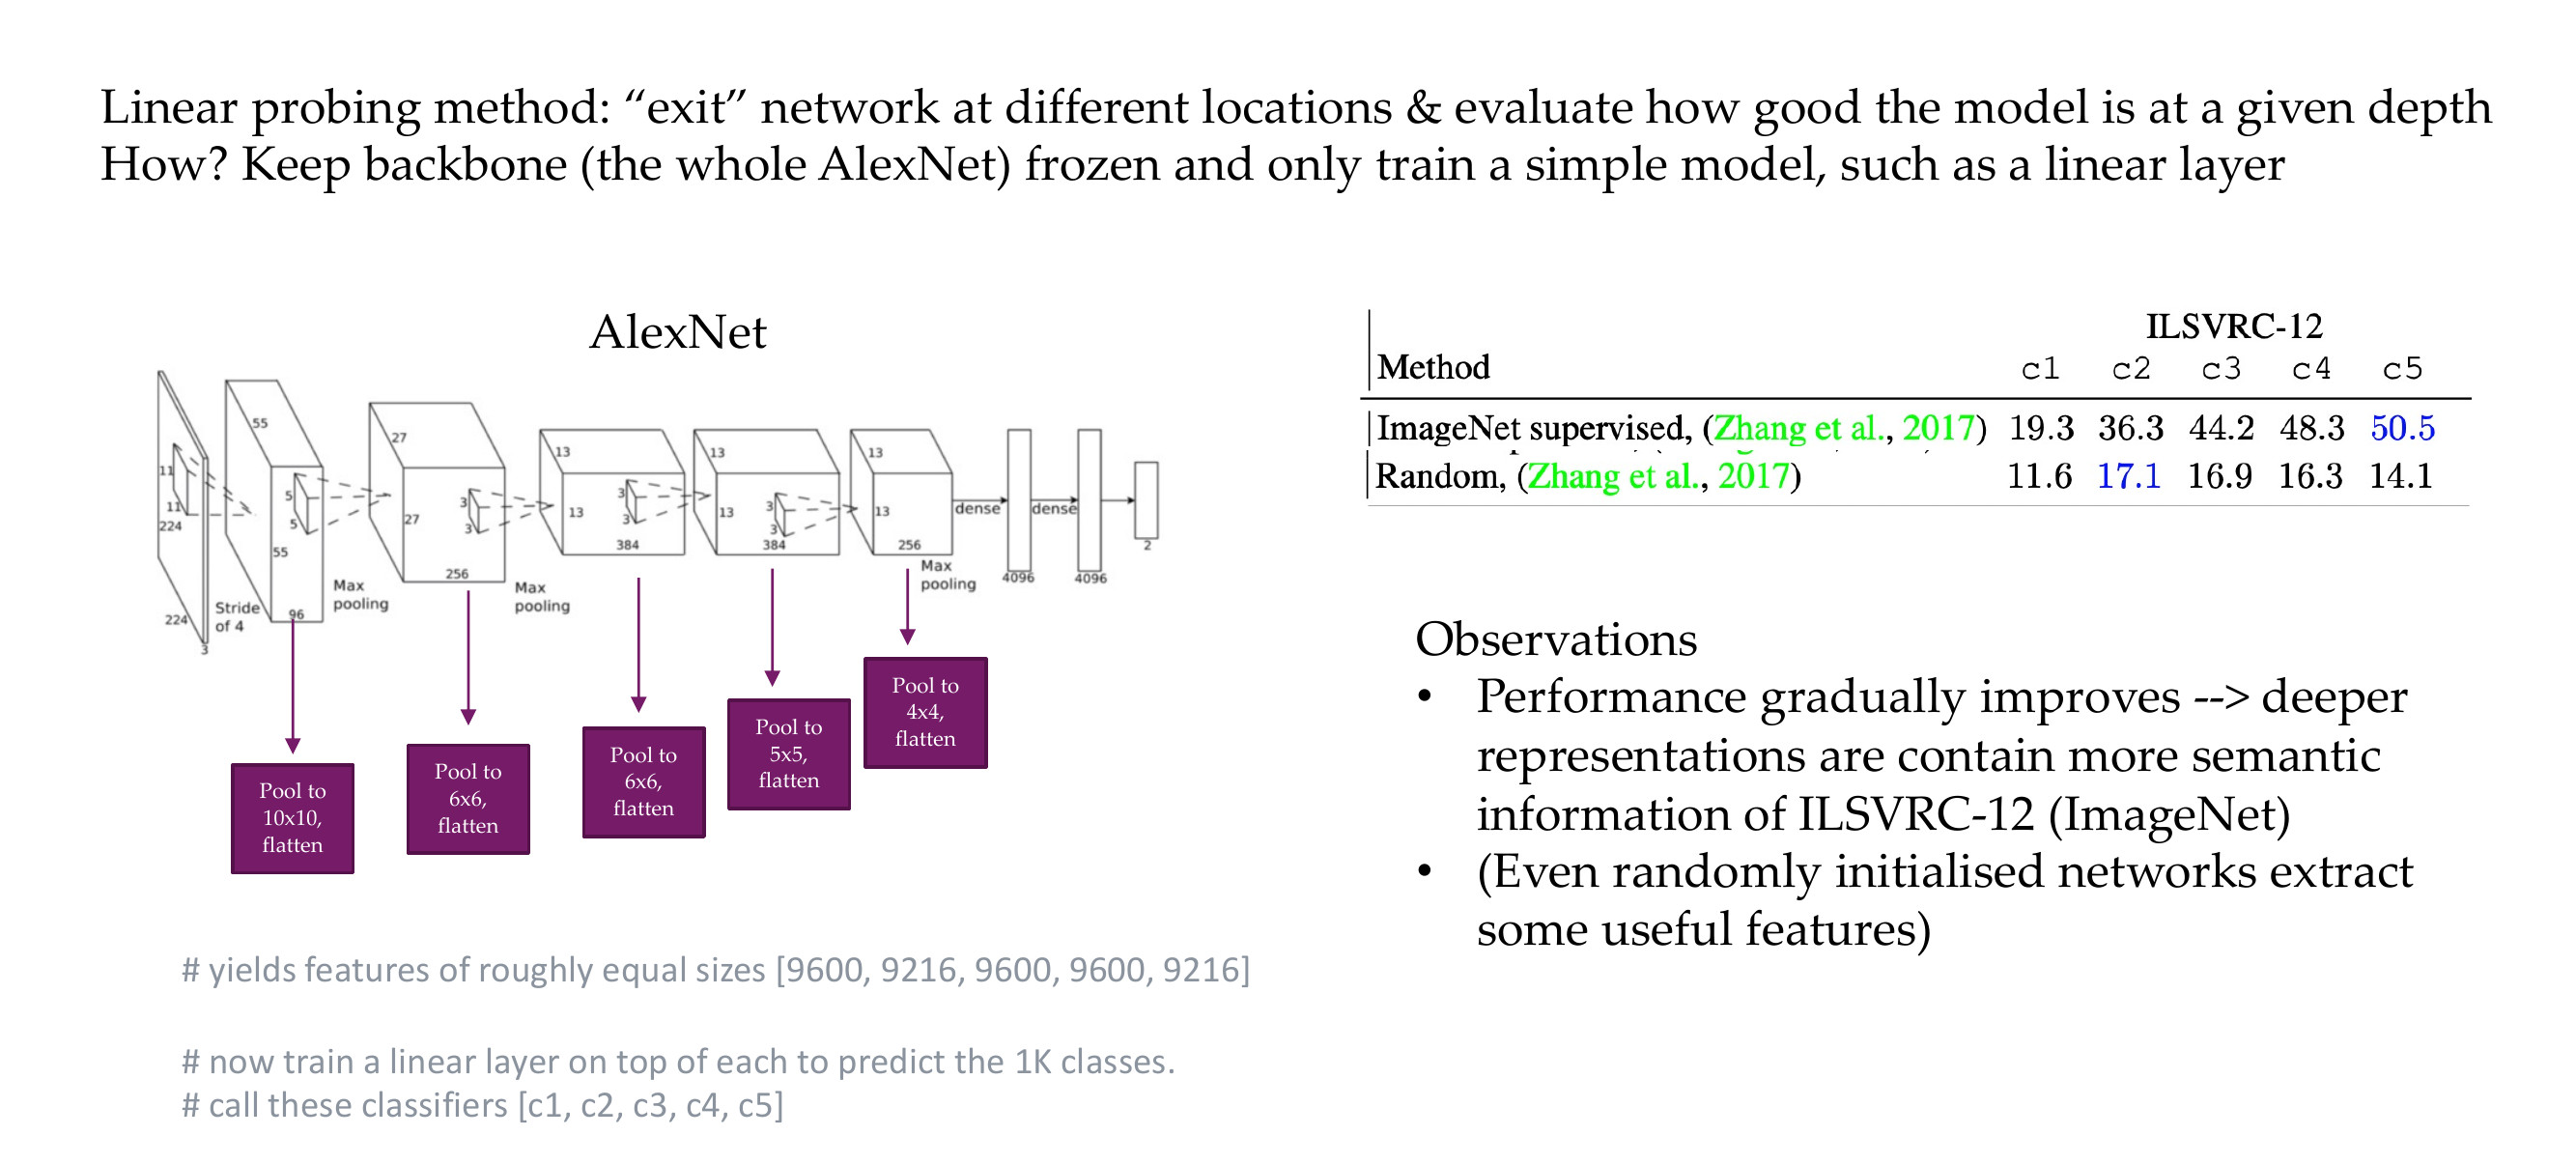 Linear probing method: “exit” network at different locations & evaluate how good the model is at a given depth
How? Keep backbone (the whole AlexNet) frozen and only train a simple model, such as a linear layer
AlexNet
55
27
13
13
13
11
11
224
5
5
55
27
3
3
13
3
3
13
3
3
13
384
384
256
256
96
224
3
Stride
of 4
Max
pooling
Max
pooling
Max
pooling
dense
dense
4096
4096
2
Pool to
10x10,
flatten
Pool to
6x6,
flatten
Pool to
6x6,
flatten
Pool to
5x5,
flatten
Pool to
4x4,
flatten
# yields features of roughly equal sizes [9600, 9216, 9600, 9600, 9216]
# now train a linear layer on top of each to predict the 1K classes.
# call these classifiers [c1, c2, c3, c4, c5]
ILSVRC-12
Method c1 c2 c3 c4 c5
ImageNet supervised, (Zhang et al., 2017) 19.3 36.3 44.2 48.3 50.5
Random, (Zhang et al., 2017) 11.6 17.1 16.9 16.3 14.1
Observations
• Performance gradually improves --> deeper
representations are contain more semantic
information of ILSVRC-12 (ImageNet)
• (Even randomly initialised networks extract
some useful features)